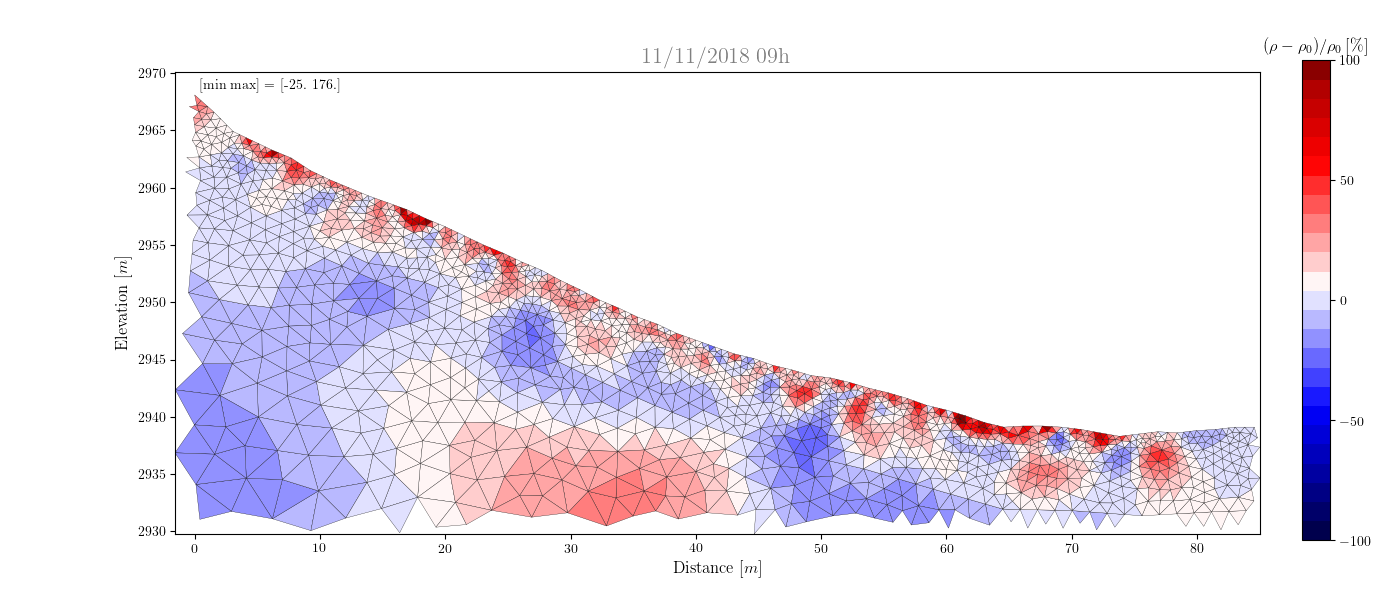 11/11/2018 09h
(ρ − ρ₀)/ρ₀ [%]
[min max] = [-25. 176.]
2970
2965
2960
2955
2950
2945
2940
2935
2930
Elevation [m]
0 10 20 30 40 50 60 70 80
Distance [m]
100
50
0
−50
−100